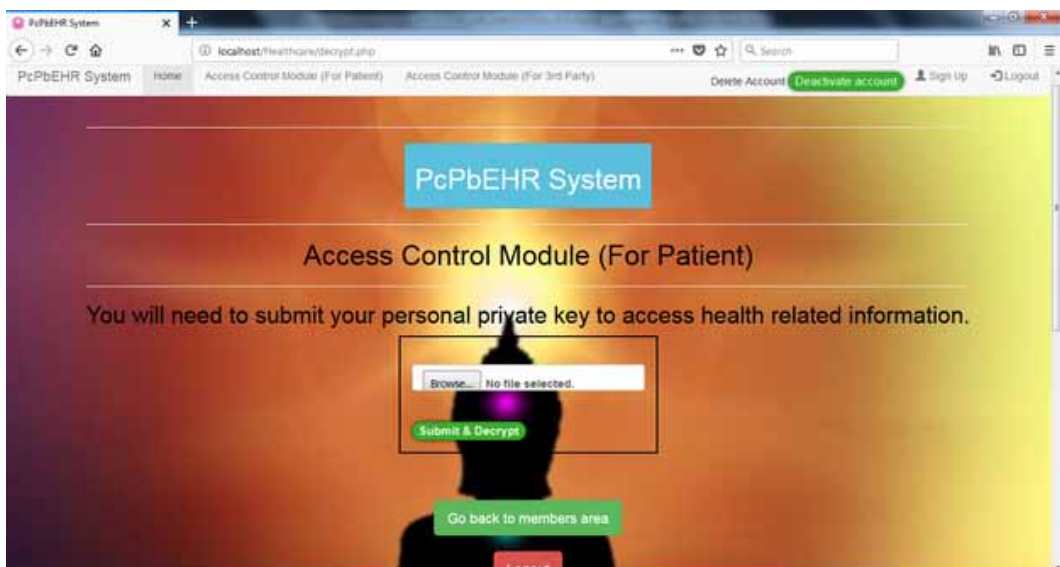 PcPbEHR System
localhost/Healthcare/decrypt.php
Search
PcPbEHR System Home Access Control Module (For Patient) Access Control Module (For 3rd Party) Delete Account Deactivate account Sign Up Logout
PcPbEHR System
Access Control Module (For Patient)
You will need to submit your personal private key to access health related information.
Browse... No file selected.
Submit & Decrypt
Go back to members area
Logout